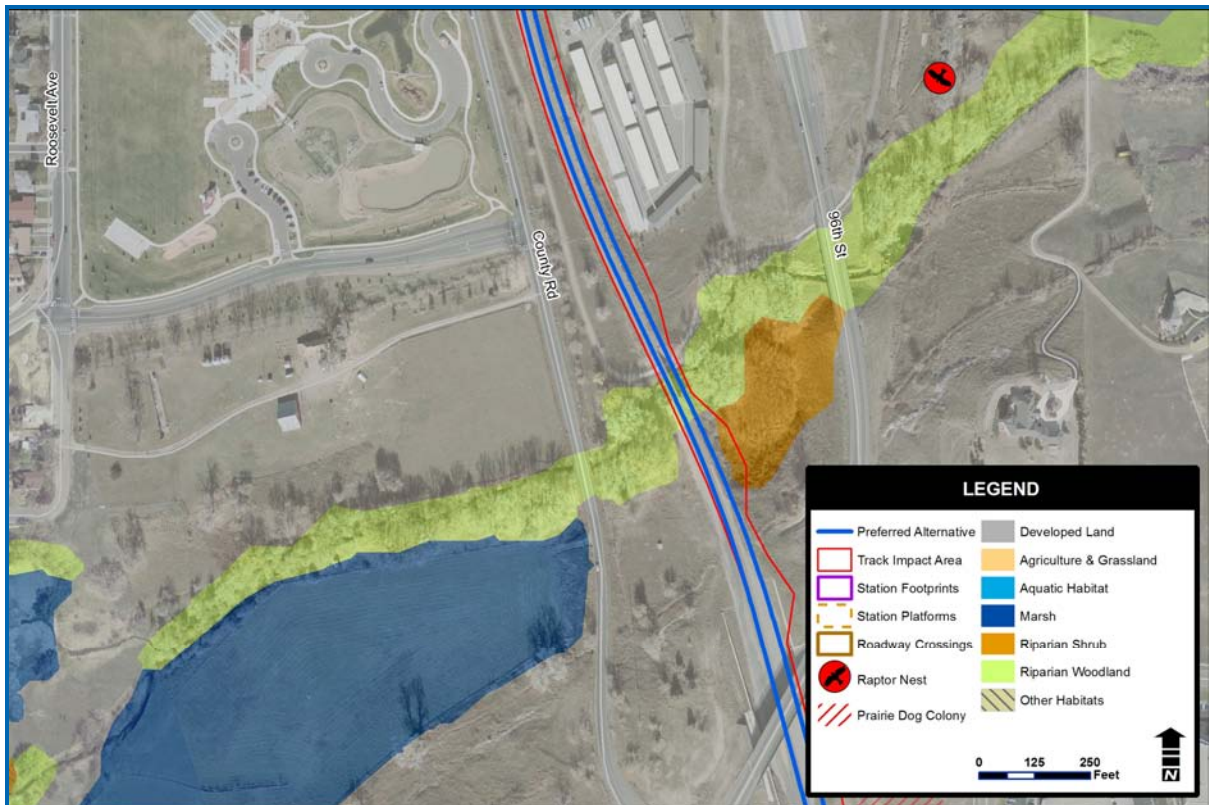 Roosevelt Ave
County Rd
96th St
LEGEND
Preferred Alternative
Track Impact Area
Station Footprints
Station Platforms
Roadway Crossings
Raptor Nest
Prairie Dog Colony
Developed Land
Agriculture & Grassland
Aquatic Habitat
Marsh
Riparian Shrub
Riparian Woodland
Other Habitats
0 125 250
Feet
N